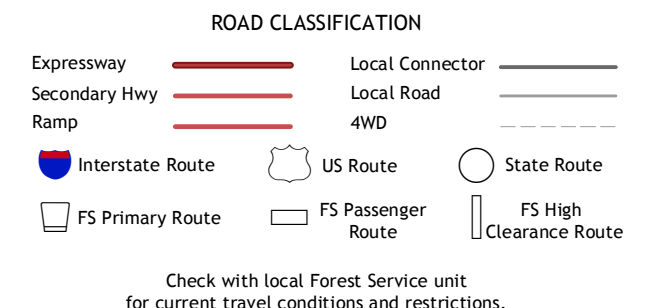 ROAD CLASSIFICATION
Expressway
Local Connector
Secondary Hwy
Local Road
Ramp
4WD
Interstate Route
US Route
State Route
FS Primary Route
FS Passenger
Route
FS High
Clearance Route
Check with local Forest Service unit
for current travel conditions and restrictions.